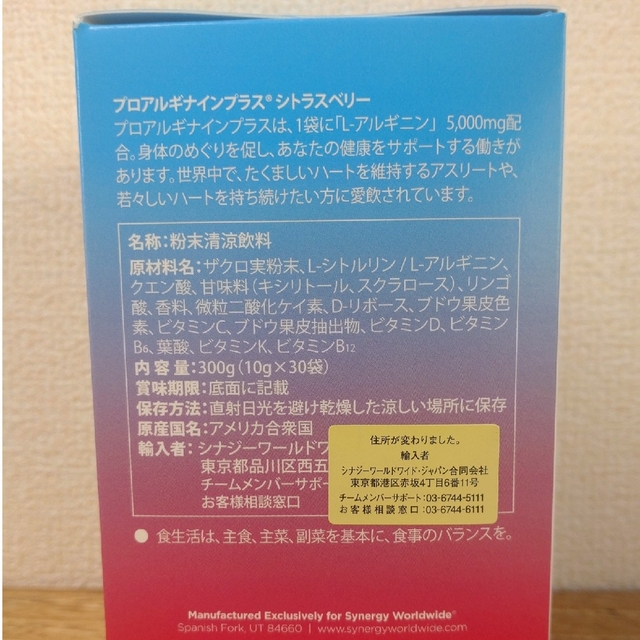 プロアルギナインプラス® シトラスベリー
プロアルギナインプラスは、1袋に「L-アルギニン」 5,000mg配
合。身体のめぐりを促し、あなたの健康をサポートする働きが
あります。世界中で、たくましいハートを維持するアスリートや、
若々しいハートを持ち続けたい方に愛飲されています。
名称：粉末清涼飲料
原材料名：ザクロ実粉末、L-シトルリン / L-アルギニン、
クエン酸、甘味料（キシリトール、スクラロース）、リンゴ
酸、香料、微粒二酸化ケイ素、D-リボース、ブドウ果皮色
素、ビタミンC、ブドウ果皮抽出物、ビタミンD、ビタミン
B6、葉酸、ビタミンK、ビタミンB12
内 容 量：300g（10g×30袋）
賞味期限：底面に記載
保存方法：直射日光を避け乾燥した涼しい場所に保存
原産国名：アメリカ合衆国
輸入者：シナジーワールドワ
東京都品川区西五
チームメンバーサポー
お客様相談窓口
住所が変わりました。
輸入者
シナジーワールドワイド・ジャパン合同会社
東京都港区赤坂4丁目6番11号
チームメンバーサポート：03-6744-5111
お 客 様 相 談 窓 口：03-6744-6111
● 食生活は、主食、主菜、副菜を基本に、食事のバランスを。
Manufactured Exclusively for Synergy Worldwide®
Spanish Fork, UT 84660 | www.synergyworldwide.com